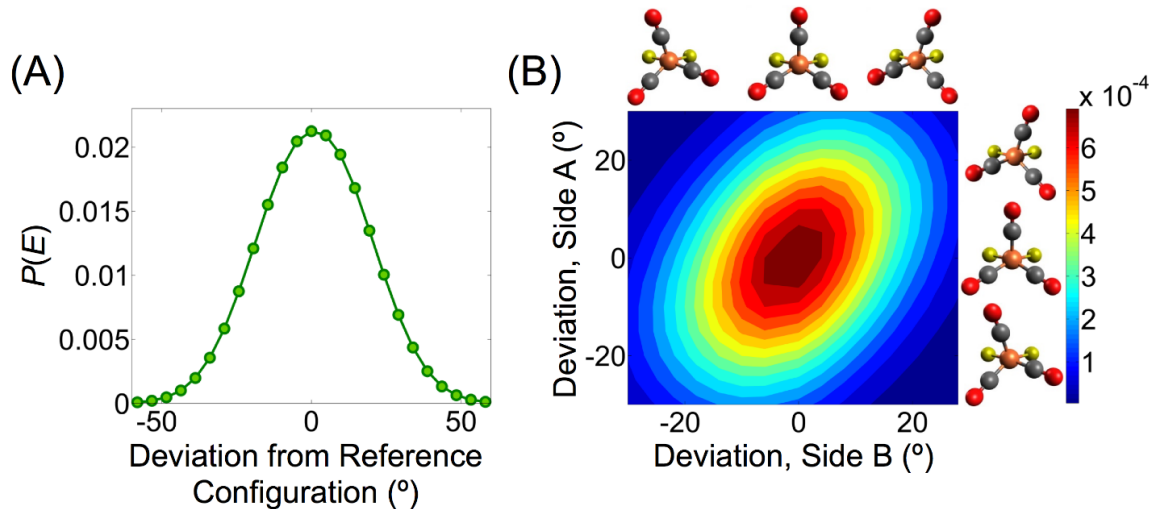 (A)
P(E)
0.02
0.015
0.01
0.005
0
-50
0
50
Deviation from Reference
Configuration (º)
(B)
Deviation, Side A (º)
20
0
-20
-20
0
20
Deviation, Side B (º)
x 10-4
6
5
4
3
2
1